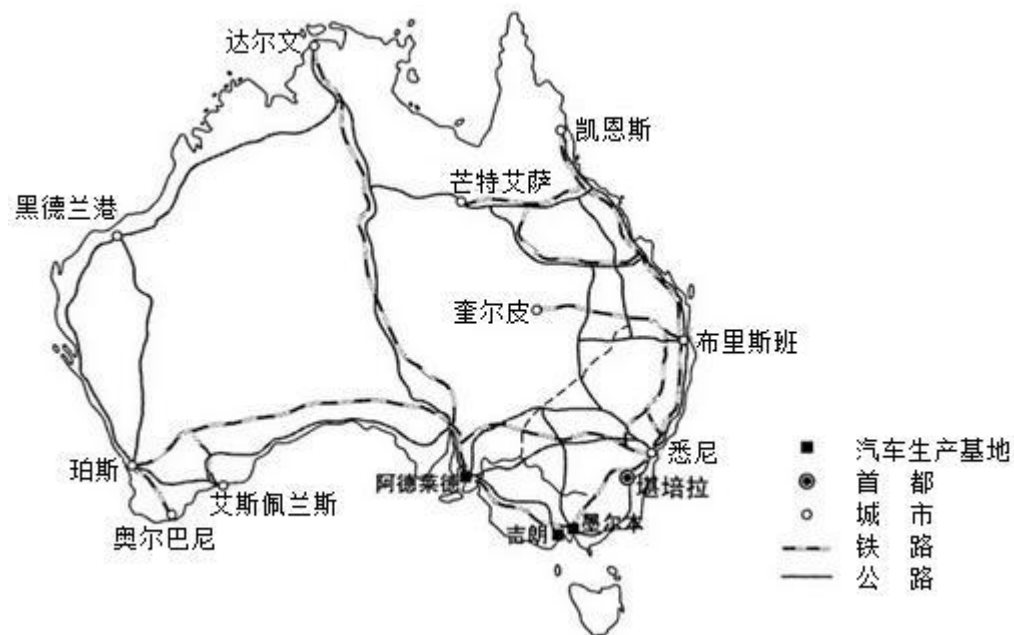 达尔文
凯恩斯
芒特艾萨
黑德兰港
奎尔皮
布里斯班
珀斯
艾斯佩兰斯
奥尔巴尼
阿德莱德
悉尼
堪培拉
吉朗
墨尔本
汽车生产基地
首 都
城 市
铁 路
公 路